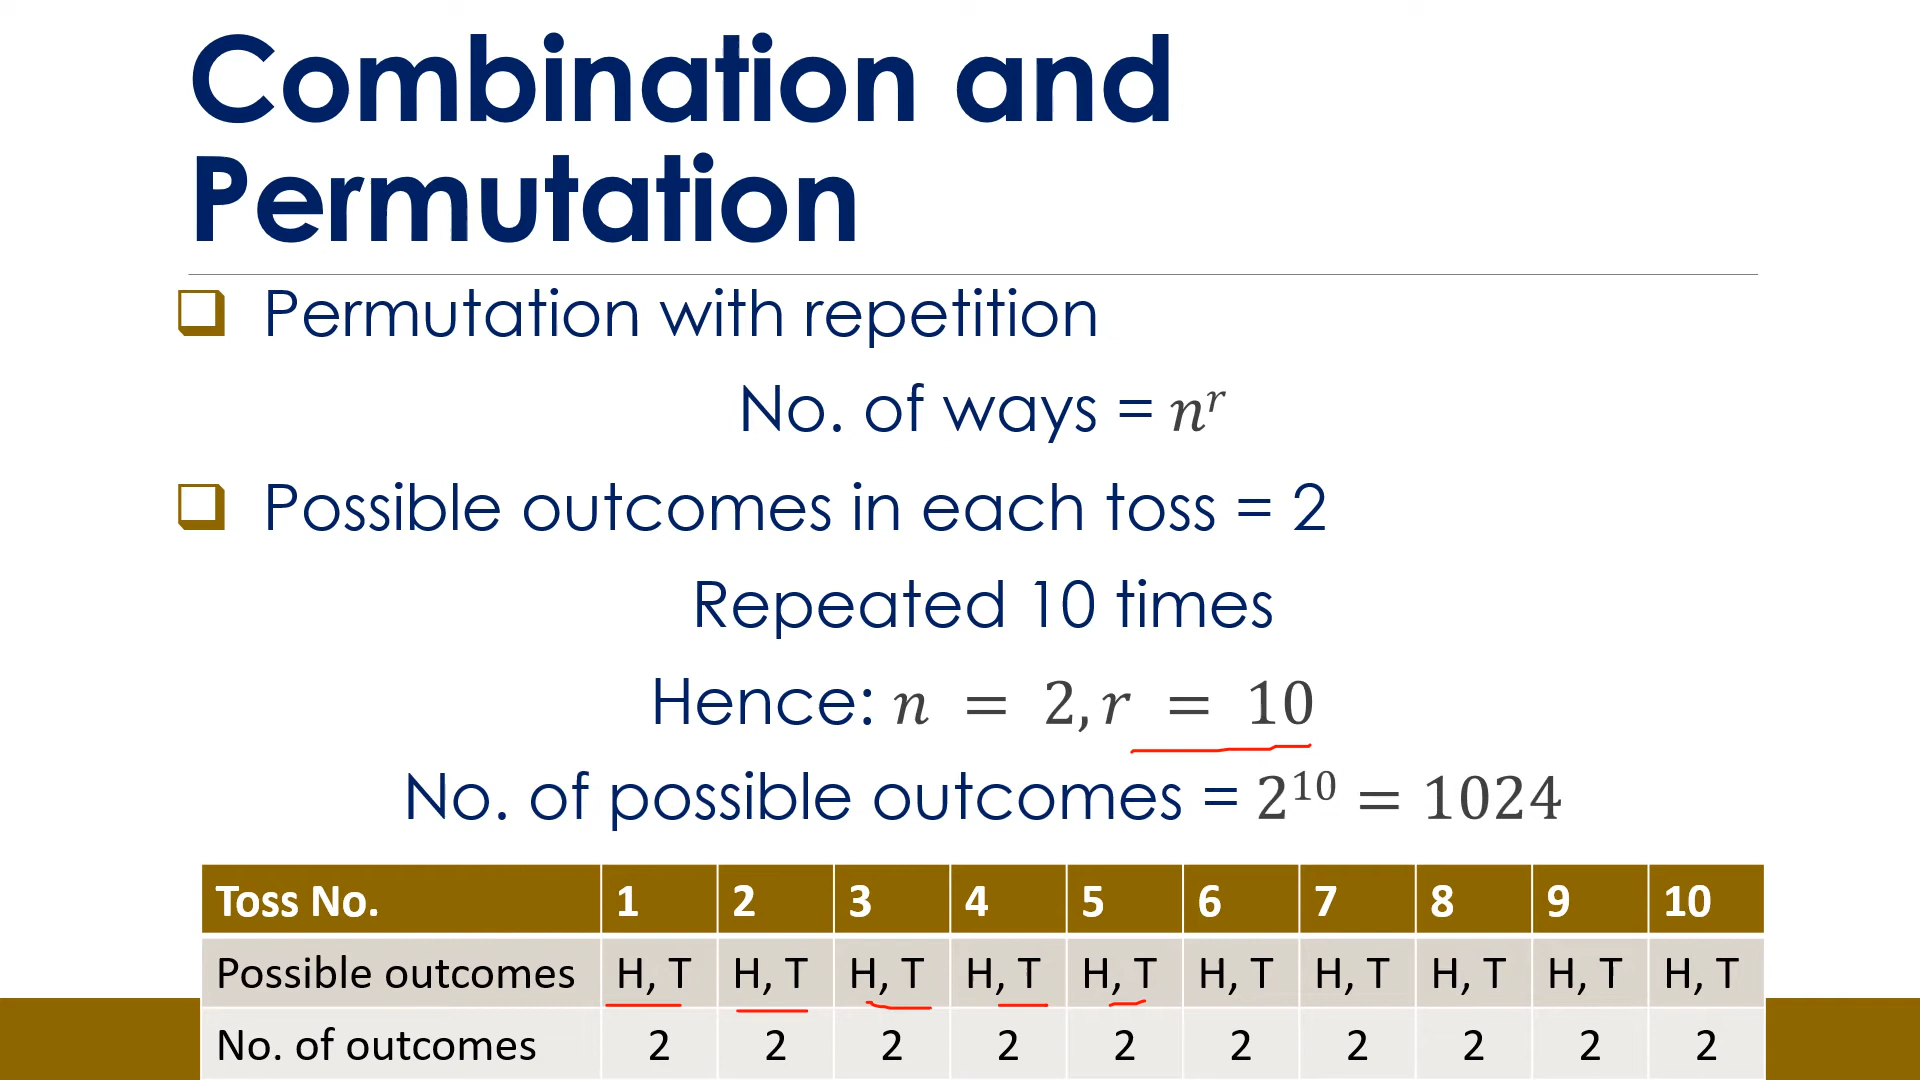 Combination and
Permutation
Permutation with repetition
No. of ways = nʳ
Possible outcomes in each toss = 2
Repeated 10 times
Hence: n = 2, r = 10
No. of possible outcomes = 2¹⁰ = 1024
Toss No. 1 2 3 4 5 6 7 8 9 10
Possible outcomes H, T H, T H, T H, T H, T H, T H, T H, T H, T H, T
No. of outcomes 2 2 2 2 2 2 2 2 2 2